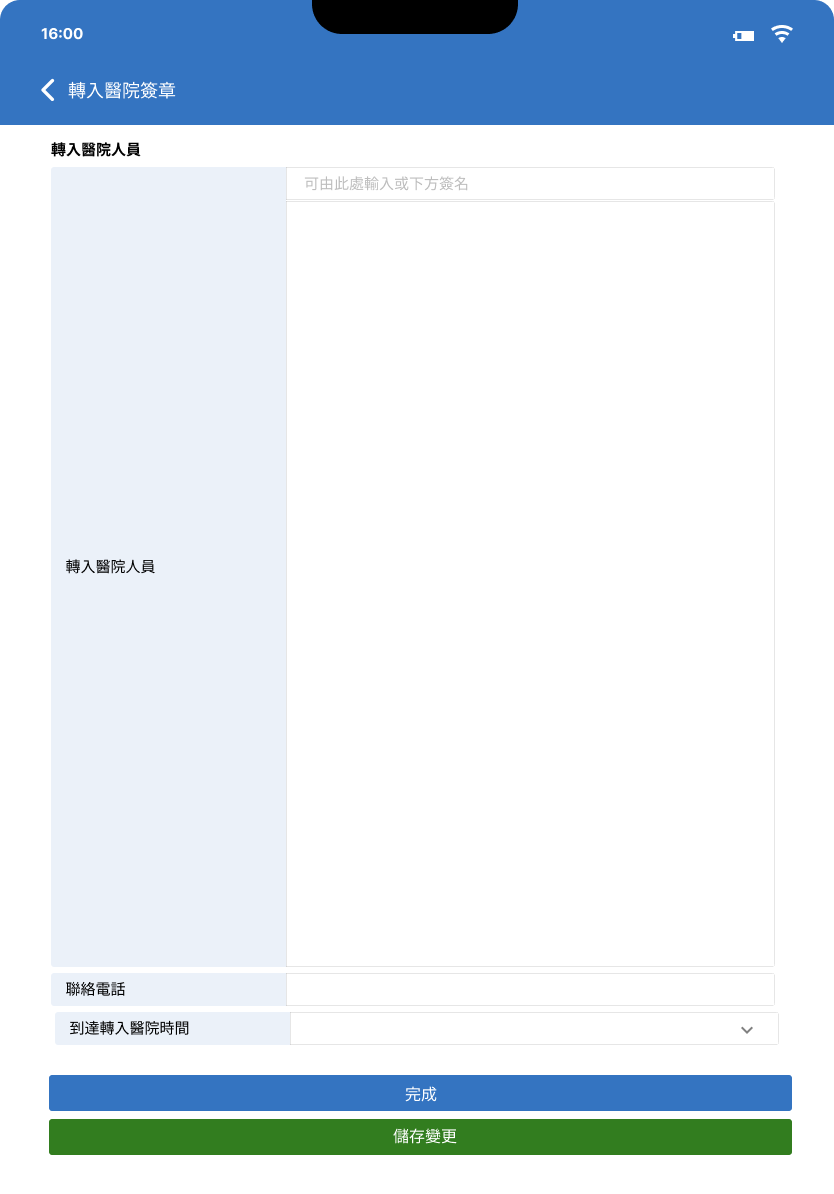 16:00
轉入醫院簽章
轉入醫院人員
可由此處輸入或下方簽名
轉入醫院人員
聯絡電話
到達轉入醫院時間
完成
儲存變更